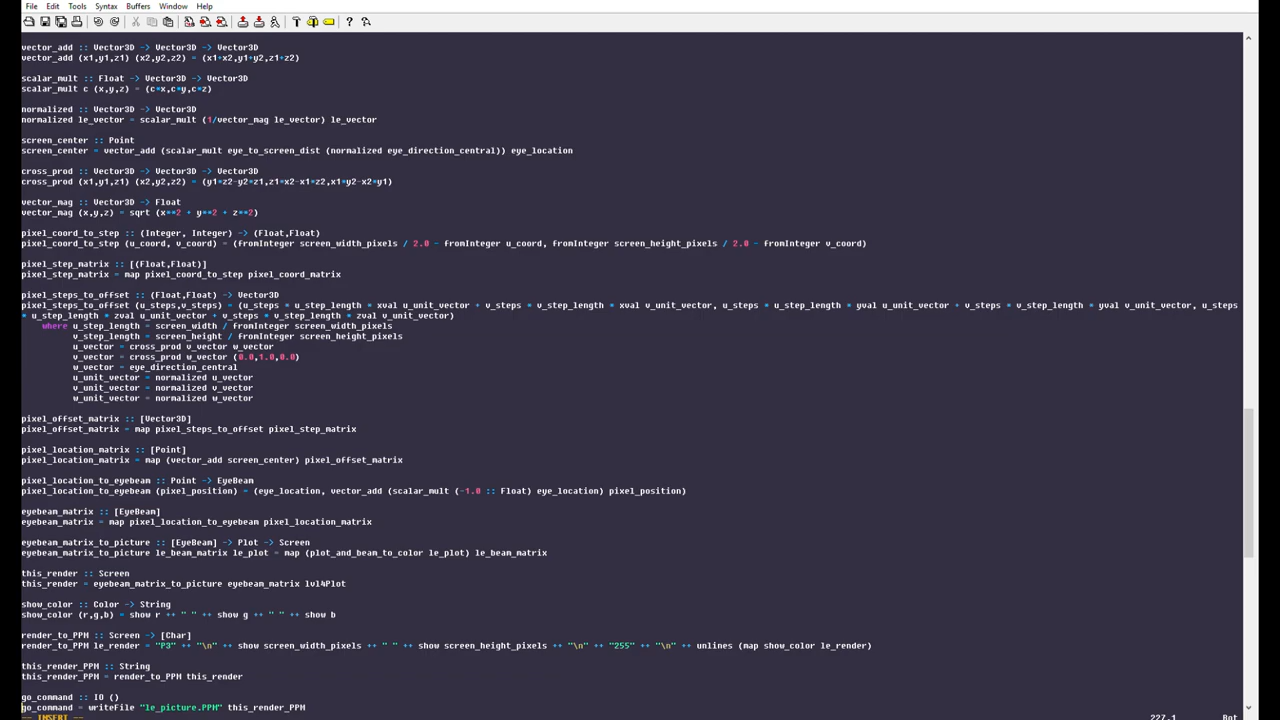 File Edit Tools Syntax Buffers Window Help
vector_add :: Vector3D -> Vector3D -> Vector3D
vector_add (x1,y1,z1) (x2,y2,z2) = (x1+x2,y1+y2,z1+z2)
scalar_mult :: Float -> Vector3D -> Vector3D
scalar_mult c (x,y,z) = (c*x,c*y,c*z)
normalized :: Vector3D -> Vector3D
normalized le_vector = scalar_mult (1/vector_mag le_vector) le_vector
screen_center :: Point
screen_center = vector_add (scalar_mult eye_to_screen_dist (normalized eye_direction_central)) eye_location
cross_prod :: Vector3D -> Vector3D -> Vector3D
cross_prod (x1,y1,z1) (x2,y2,z2) = (y1*z2-y2*z1,z1*x2-x1*z2,x1*y2-x2*y1)
vector_mag :: Vector3D -> Float
vector_mag (x,y,z) = sqrt (x**2 + y**2 + z**2)
pixel_coord_to_step :: (Integer, Integer) -> (Float,Float)
pixel_coord_to_step (u_coord, v_coord) = (fromInteger screen_width_pixels / 2.0 - fromInteger u_coord, fromInteger screen_height_pixels / 2.0 - fromInteger v_coord)
pixel_step_matrix :: [(Float,Float)]
pixel_step_matrix = map pixel_coord_to_step pixel_coord_matrix
pixel_steps_to_offset :: (Float,Float) -> Vector3D
pixel_steps_to_offset (u_steps,v_steps) = (u_steps * u_step_length * xval u_unit_vector + v_steps * v_step_length * xval v_unit_vector, u_steps * u_step_length * yval u_unit_vector + v_steps * v_step_length * yval v_unit_vector, u_steps
* u_step_length * zval u_unit_vector + v_steps * v_step_length * zval v_unit_vector)
where u_step_length = screen_width / fromInteger screen_width_pixels
v_step_length = screen_height / fromInteger screen_height_pixels
u_vector = cross_prod v_vector w_vector
v_vector = cross_prod w_vector (0.0,1.0,0.0)
w_vector = eye_direction_central
u_unit_vector = normalized u_vector
v_unit_vector = normalized v_vector
w_unit_vector = normalized w_vector
pixel_offset_matrix :: [Vector3D]
pixel_offset_matrix = map pixel_steps_to_offset pixel_step_matrix
pixel_location_matrix :: [Point]
pixel_location_matrix = map (vector_add screen_center) pixel_offset_matrix
pixel_location_to_eyebeam :: Point -> EyeBeam
pixel_location_to_eyebeam (pixel_position) = (eye_location, vector_add (scalar_mult (-1.0 :: Float) eye_location) pixel_position)
eyebeam_matrix :: [EyeBeam]
eyebeam_matrix = map pixel_location_to_eyebeam pixel_location_matrix
eyebeam_matrix_to_picture :: [EyeBeam] -> Plot -> Screen
eyebeam_matrix_to_picture le_beam_matrix le_plot = map (plot_and_beam_to_color le_plot) le_beam_matrix
this_render :: Screen
this_render = eyebeam_matrix_to_picture eyebeam_matrix lvl4Plot
show_color :: Color -> String
show_color (r,g,b) = show r ++ " " ++ show g ++ " " ++ show b
render_to_PPM :: Screen -> [Char]
render_to_PPM le_render = "P3" ++ "\n" ++ show screen_width_pixels ++ " " ++ show screen_height_pixels ++ "\n" ++ "255" ++ "\n" ++ unlines (map show_color le_render)
this_render_PPM :: String
this_render_PPM = render_to_PPM this_render
go_command :: IO ()
go_command = writeFile "le_picture.PPM" this_render_PPM
-- INSERT -- 227,1 Bot